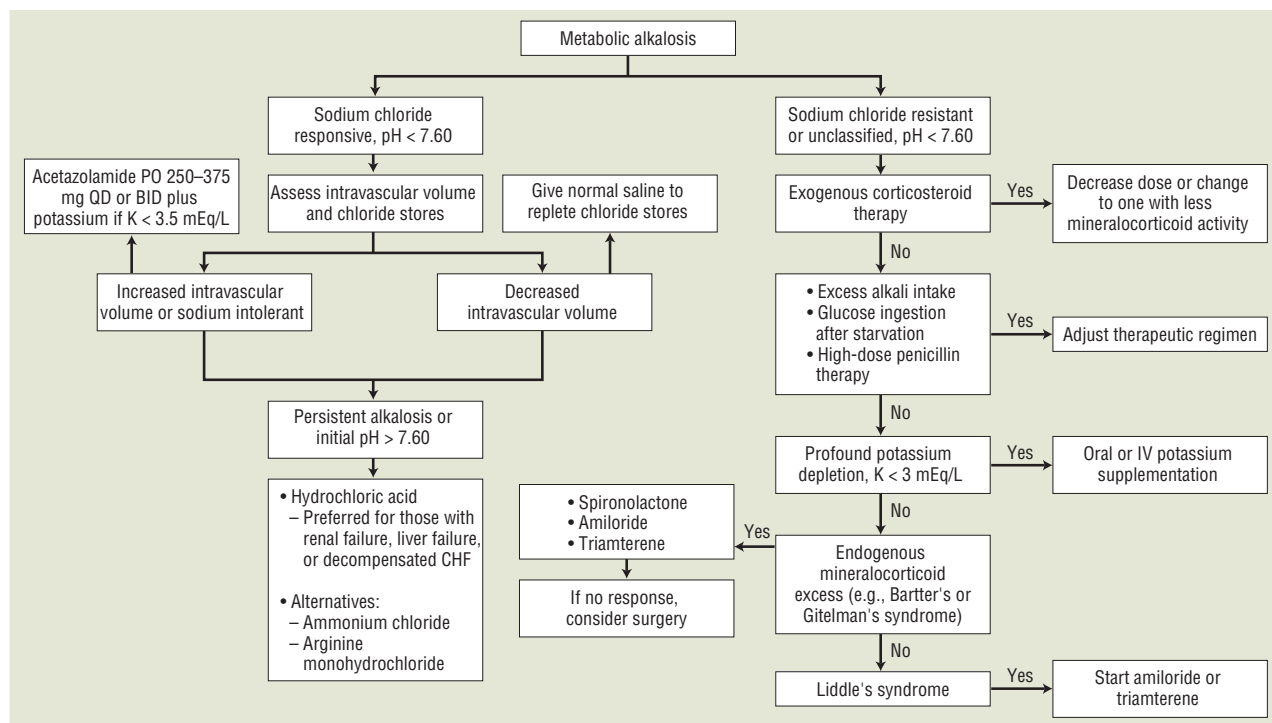 Metabolic alkalosis
Sodium chloride
responsive, pH < 7.60
Assess intravascular volume
and chloride stores
Acetazolamide PO 250–375
mg QD or BID plus
potassium if K < 3.5 mEq/L
Give normal saline to
replete chloride stores
Increased intravascular
volume or sodium intolerant
Decreased
intravascular volume
Persistent alkalosis or
initial pH > 7.60
• Hydrochloric acid
– Preferred for those with
renal failure, liver failure,
or decompensated CHF
• Alternatives:
– Ammonium chloride
– Arginine
monohydrochloride
Sodium chloride resistant
or unclassified, pH < 7.60
Exogenous corticosteroid
therapy
Yes
Decrease dose or change
to one with less
mineralocorticoid activity
No
• Excess alkali intake
• Glucose ingestion
after starvation
• High-dose penicillin
therapy
Yes
Adjust therapeutic regimen
No
Profound potassium
depletion, K < 3 mEq/L
Yes
Oral or IV potassium
supplementation
No
Endogenous
mineralocorticoid
excess (e.g., Bartter's or
Gitelman's syndrome)
Yes
• Spironolactone
• Amiloride
• Triamterene
If no response,
consider surgery
No
Liddle's syndrome
Yes
Start amiloride or
triamterene